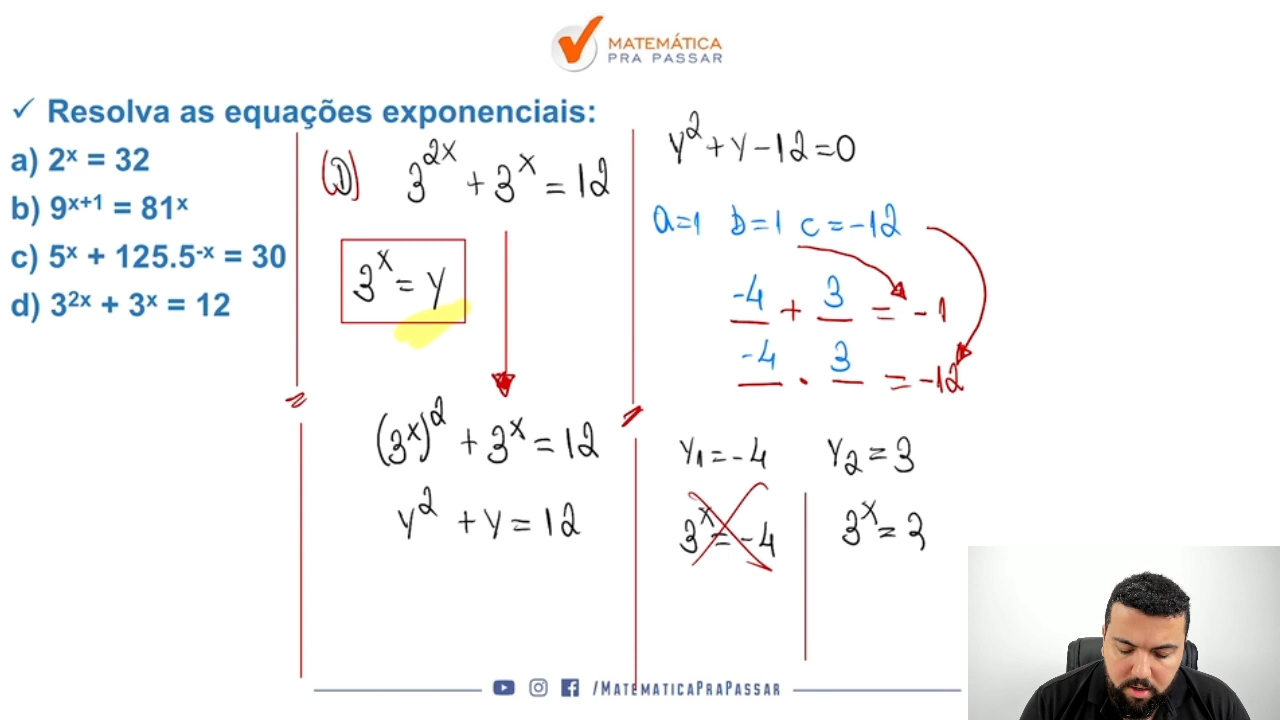 MATEMÁTICA
PRA PASSAR
✓ Resolva as equações exponenciais:
a) 2ˣ = 32
b) 9ˣ⁺¹ = 81ˣ
c) 5ˣ + 125.5⁻ˣ = 30
d) 3²ˣ + 3ˣ = 12
(D) 3²ˣ + 3ˣ = 12
3ˣ = y
(3ˣ)² + 3ˣ = 12
y² + y = 12
y² + y - 12 = 0
a = 1 b = 1 c = -12
-4 + 3 = -1
-4 . 3 = -12
y₁ = -4 y₂ = 3
3ˣ = -4 3ˣ = 3
/MATEMATICAPRAPASSAR